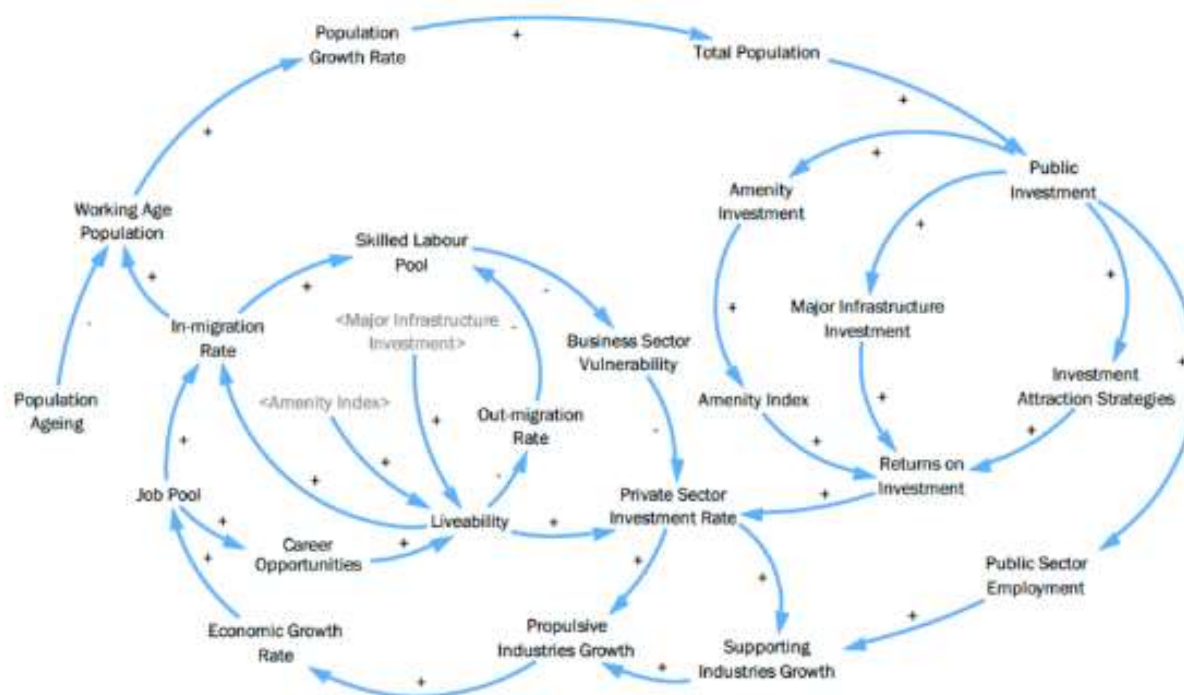 Population
Growth Rate
+
Total Population
+
+
+
Public
Investment
Amenity
Investment
Working Age
Population
Skilled Labour
Pool
+
-
+
+
+
+
Major Infrastructure
Investment
<Major Infrastructure
Investment>
-
In-migration
Rate
-
Business Sector
Vulnerability
+
Investment
Attraction Strategies
Population
Ageing
<Amenity Index>
Out-migration
Rate
Amenity Index
+
+
+
-
+
+
+
+
-
Returns on
Investment
Job Pool
Liveability
Private Sector
Investment Rate
+
+
+
+
Career
Opportunities
+
+
+
Public Sector
Employment
+
Economic Growth
Rate
Propulsive
Industries Growth
Supporting
Industries Growth
+
+